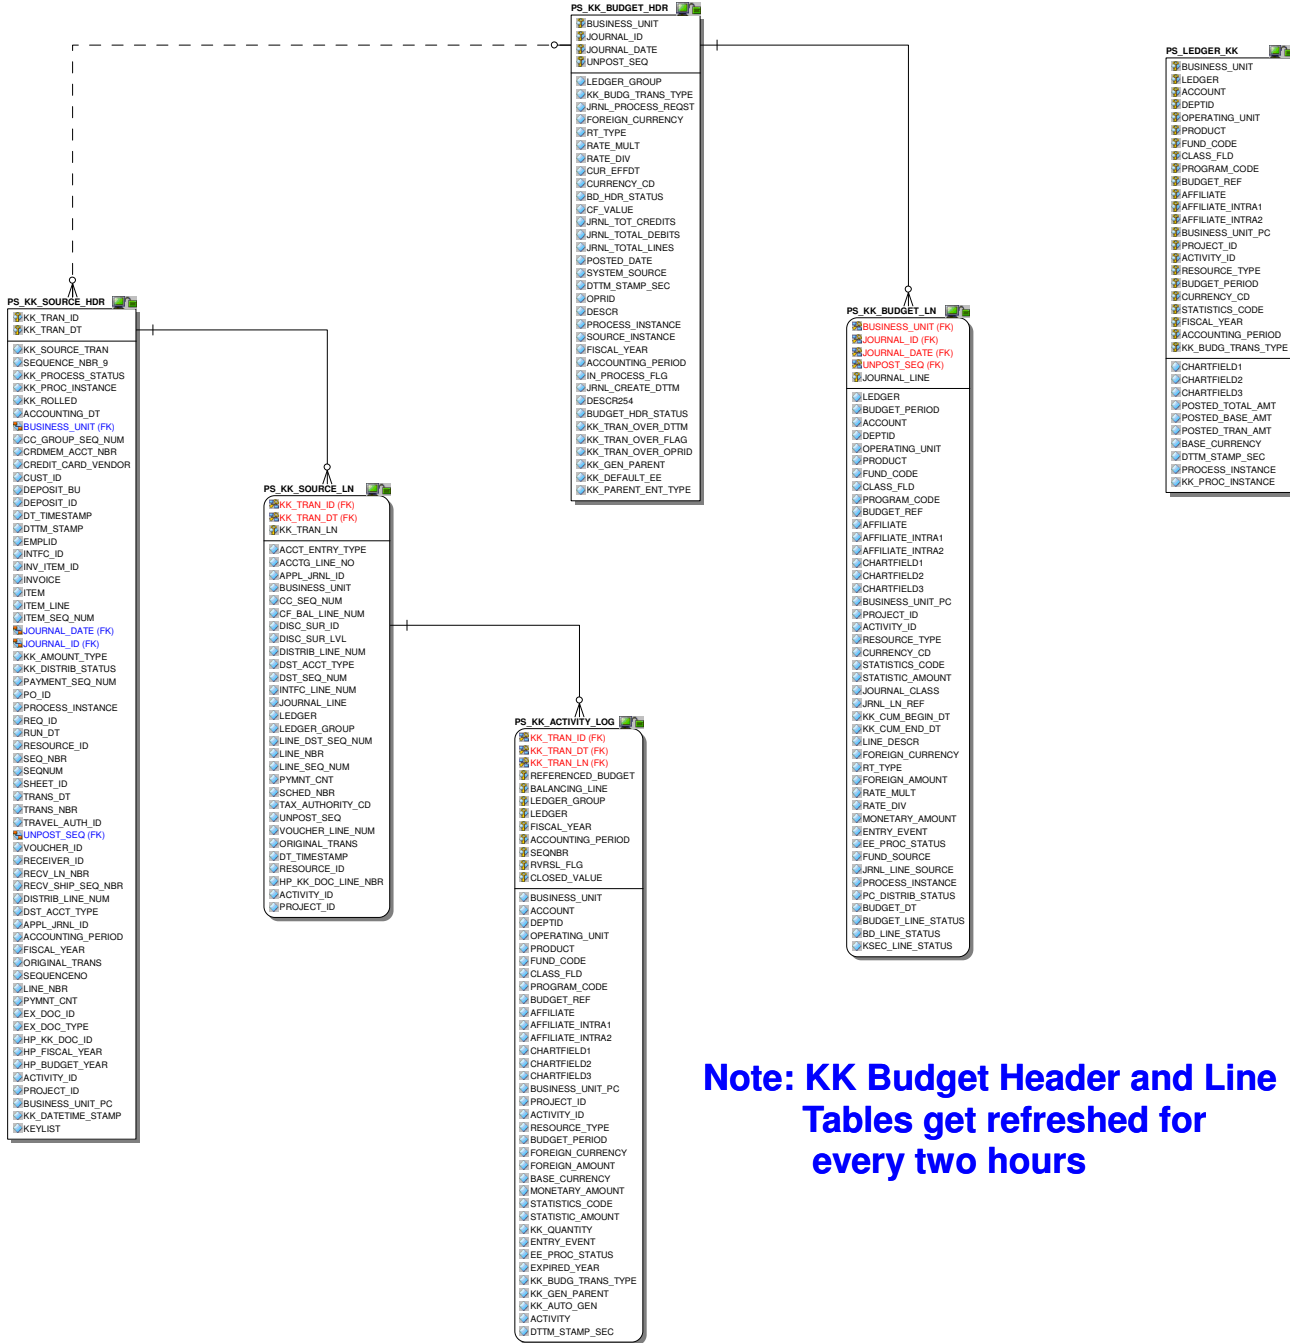 PS_KK_BUDGET_HDR
BUSINESS_UNIT
JOURNAL_ID
JOURNAL_DATE
UNPOST_SEQ
LEDGER_GROUP
KK_BUDG_TRANS_TYPE
JRNL_PROCESS_REQST
FOREIGN_CURRENCY
RT_TYPE
RATE_MULT
RATE_DIV
CUR_EFFDT
CURRENCY_CD
BD_HDR_STATUS
CF_VALUE
JRNL_TOT_CREDITS
JRNL_TOTAL_DEBITS
JRNL_TOTAL_LINES
POSTED_DATE
SYSTEM_SOURCE
DTTM_STAMP_SEC
OPRID
DESCR
PROCESS_INSTANCE
SOURCE_INSTANCE
FISCAL_YEAR
ACCOUNTING_PERIOD
IN_PROCESS_FLG
JRNL_CREATE_DTTM
DESCR254
BUDGET_HDR_STATUS
KK_TRAN_OVER_DTTM
KK_TRAN_OVER_FLAG
KK_TRAN_OVER_OPRID
KK_GEN_PARENT
KK_DEFAULT_EE
KK_PARENT_ENT_TYPE
PS_LEDGER_KK
BUSINESS_UNIT
LEDGER
ACCOUNT
DEPTID
OPERATING_UNIT
PRODUCT
FUND_CODE
CLASS_FLD
PROGRAM_CODE
BUDGET_REF
AFFILIATE
AFFILIATE_INTRA1
AFFILIATE_INTRA2
BUSINESS_UNIT_PC
PROJECT_ID
ACTIVITY_ID
RESOURCE_TYPE
BUDGET_PERIOD
CURRENCY_CD
STATISTICS_CODE
FISCAL_YEAR
ACCOUNTING_PERIOD
KK_BUDG_TRANS_TYPE
CHARTFIELD1
CHARTFIELD2
CHARTFIELD3
POSTED_TOTAL_AMT
POSTED_BASE_AMT
POSTED_TRAN_AMT
BASE_CURRENCY
DTTM_STAMP_SEC
PROCESS_INSTANCE
KK_PROC_INSTANCE
PS_KK_SOURCE_HDR
KK_TRAN_ID
KK_TRAN_DT
KK_SOURCE_TRAN
SEQUENCE_NBR_9
KK_PROCESS_STATUS
KK_PROC_INSTANCE
KK_ROLLED
ACCOUNTING_DT
BUSINESS_UNIT (FK)
CC_GROUP_SEQ_NUM
CRDMEM_ACCT_NBR
CREDIT_CARD_VENDOR
CUST_ID
DEPOSIT_BU
DEPOSIT_ID
DT_TIMESTAMP
DTTM_STAMP
EMPLID
INTFC_ID
INV_ITEM_ID
INVOICE
ITEM
ITEM_LINE
ITEM_SEQ_NUM
JOURNAL_DATE (FK)
JOURNAL_ID (FK)
KK_AMOUNT_TYPE
KK_DISTRIB_STATUS
PAYMENT_SEQ_NUM
PO_ID
PROCESS_INSTANCE
REQ_ID
RUN_DT
RESOURCE_ID
SEQ_NBR
SEQNUM
SHEET_ID
TRANS_DT
TRANS_NBR
TRAVEL_AUTH_ID
UNPOST_SEQ (FK)
VOUCHER_ID
RECEIVER_ID
RECV_LN_NBR
RECV_SHIP_SEQ_NBR
DISTRIB_LINE_NUM
DST_ACCT_TYPE
APPL_JRNL_ID
ACCOUNTING_PERIOD
FISCAL_YEAR
ORIGINAL_TRANS
SEQUENCENO
LINE_NBR
PYMNT_CNT
EX_DOC_ID
EX_DOC_TYPE
HP_KK_DOC_ID
HP_FISCAL_YEAR
HP_BUDGET_YEAR
ACTIVITY_ID
PROJECT_ID
BUSINESS_UNIT_PC
KK_DATETIME_STAMP
KEYLIST
PS_KK_SOURCE_LN
KK_TRAN_ID (FK)
KK_TRAN_DT (FK)
KK_TRAN_LN
ACCT_ENTRY_TYPE
ACCTG_LINE_NO
APPL_JRNL_ID
BUSINESS_UNIT
CC_SEQ_NUM
CF_BAL_LINE_NUM
DISC_SUR_ID
DISC_SUR_LVL
DISTRIB_LINE_NUM
DST_ACCT_TYPE
DST_SEQ_NUM
INTFC_LINE_NUM
JOURNAL_LINE
LEDGER
LEDGER_GROUP
LINE_DST_SEQ_NUM
LINE_NBR
LINE_SEQ_NUM
PYMNT_CNT
SCHED_NBR
TAX_AUTHORITY_CD
UNPOST_SEQ
VOUCHER_LINE_NUM
ORIGINAL_TRANS
DT_TIMESTAMP
RESOURCE_ID
HP_KK_DOC_LINE_NBR
ACTIVITY_ID
PROJECT_ID
PS_KK_ACTIVITY_LOG
KK_TRAN_ID (FK)
KK_TRAN_DT (FK)
KK_TRAN_LN (FK)
REFERENCED_BUDGET
BALANCING_LINE
LEDGER_GROUP
LEDGER
FISCAL_YEAR
ACCOUNTING_PERIOD
SEQNBR
RVRSL_FLG
CLOSED_VALUE
BUSINESS_UNIT
ACCOUNT
DEPTID
OPERATING_UNIT
PRODUCT
FUND_CODE
CLASS_FLD
PROGRAM_CODE
BUDGET_REF
AFFILIATE
AFFILIATE_INTRA1
AFFILIATE_INTRA2
CHARTFIELD1
CHARTFIELD2
CHARTFIELD3
BUSINESS_UNIT_PC
PROJECT_ID
ACTIVITY_ID
RESOURCE_TYPE
BUDGET_PERIOD
FOREIGN_CURRENCY
FOREIGN_AMOUNT
BASE_CURRENCY
MONETARY_AMOUNT
STATISTICS_CODE
STATISTIC_AMOUNT
KK_QUANTITY
ENTRY_EVENT
EE_PROC_STATUS
EXPIRED_YEAR
KK_BUDG_TRANS_TYPE
KK_GEN_PARENT
KK_AUTO_GEN
ACTIVITY
DTTM_STAMP_SEC
PS_KK_BUDGET_LN
BUSINESS_UNIT (FK)
JOURNAL_ID (FK)
JOURNAL_DATE (FK)
UNPOST_SEQ (FK)
JOURNAL_LINE
LEDGER
BUDGET_PERIOD
ACCOUNT
DEPTID
OPERATING_UNIT
PRODUCT
FUND_CODE
CLASS_FLD
PROGRAM_CODE
BUDGET_REF
AFFILIATE
AFFILIATE_INTRA1
AFFILIATE_INTRA2
CHARTFIELD1
CHARTFIELD2
CHARTFIELD3
BUSINESS_UNIT_PC
PROJECT_ID
ACTIVITY_ID
RESOURCE_TYPE
CURRENCY_CD
STATISTICS_CODE
STATISTIC_AMOUNT
JOURNAL_CLASS
JRNL_LN_REF
KK_CUM_BEGIN_DT
KK_CUM_END_DT
LINE_DESCR
FOREIGN_CURRENCY
RT_TYPE
FOREIGN_AMOUNT
RATE_MULT
RATE_DIV
MONETARY_AMOUNT
ENTRY_EVENT
EE_PROC_STATUS
FUND_SOURCE
JRNL_LINE_SOURCE
PROCESS_INSTANCE
PC_DISTRIB_STATUS
BUDGET_DT
BUDGET_LINE_STATUS
BD_LINE_STATUS
KSEC_LINE_STATUS
Note: KK Budget Header and Line
Tables get refreshed for
every two hours